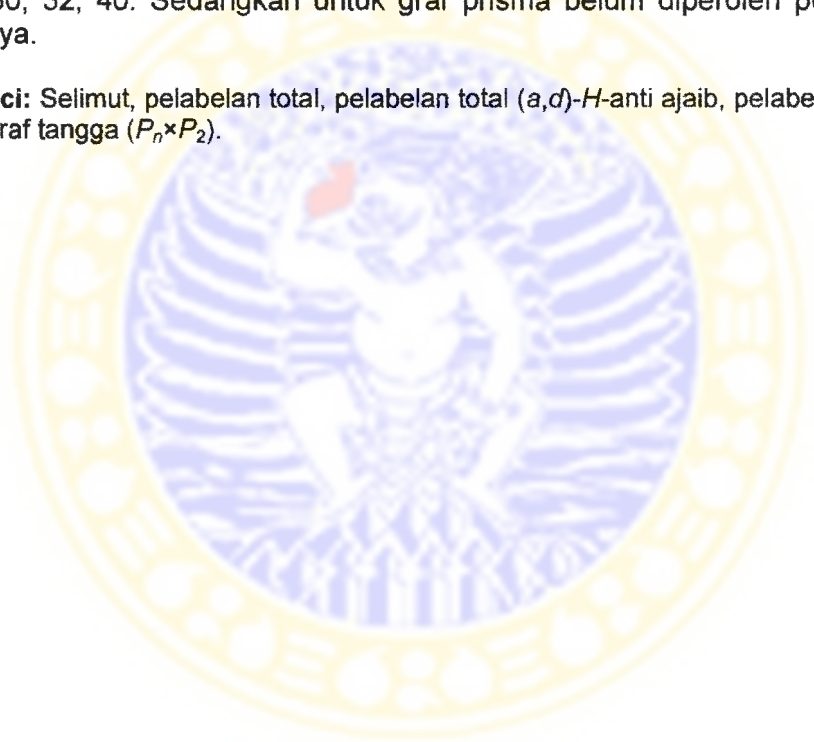 30, 32, 40. Sedangkan untuk graf prisma belum diperoleh
ya.
ci: Selimut, pelabelan total, pelabelan total (a,d)-H-anti ajaib, pelabe
raf tangga (Pₙ×P₂).